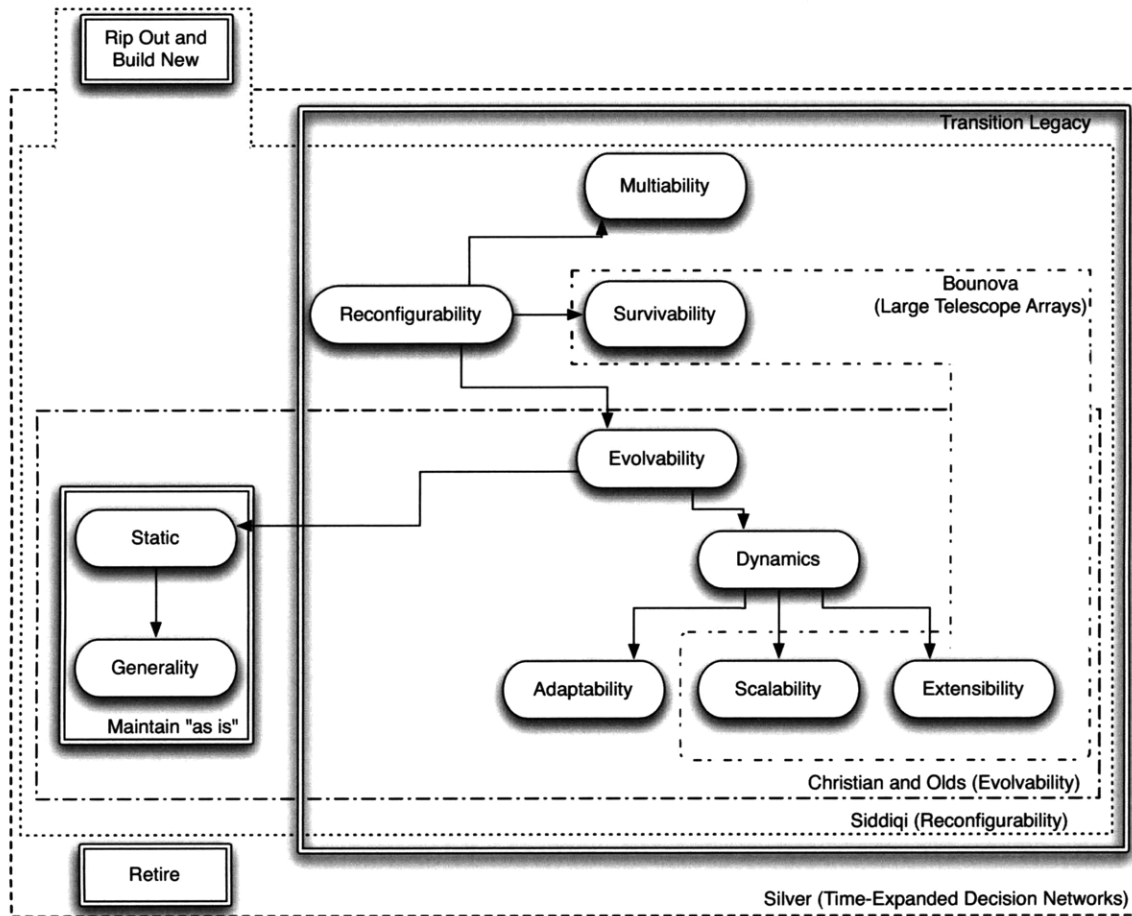 Rip Out and
Build New
Transition Legacy
Multiability
Bounova
(Large Telescope Arrays)
Reconfigurability
Survivability
Evolvability
Static
Dynamics
Generality
Adaptability
Scalability
Extensibility
Maintain "as is"
Christian and Olds (Evolvability)
Siddiqi (Reconfigurability)
Retire
Silver (Time-Expanded Decision Networks)